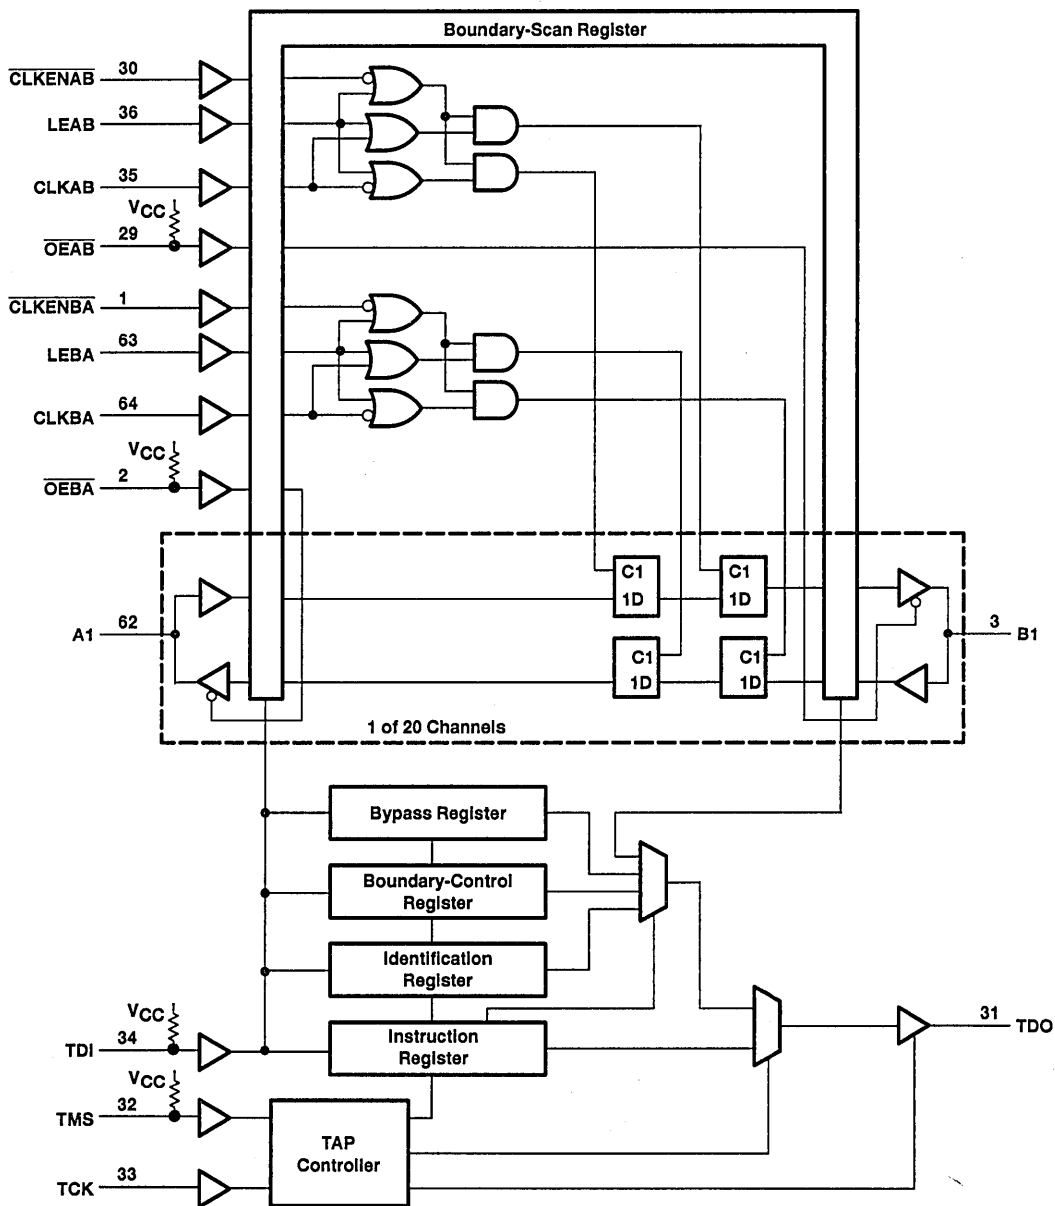 Boundary-Scan Register
CLKENAB 30
LEAB 36
CLKAB 35
VCC
OEAB 29
CLKENBA 1
LEBA 63
CLKBA 64
VCC
OEBA 2
C1
1D
C1
1D
A1 62
3 B1
C1
1D
C1
1D
1 of 20 Channels
Bypass Register
Boundary-Control
Register
Identification
Register
VCC
TDI 34
Instruction
Register
31 TDO
VCC
TMS 32
TAP
Controller
TCK 33